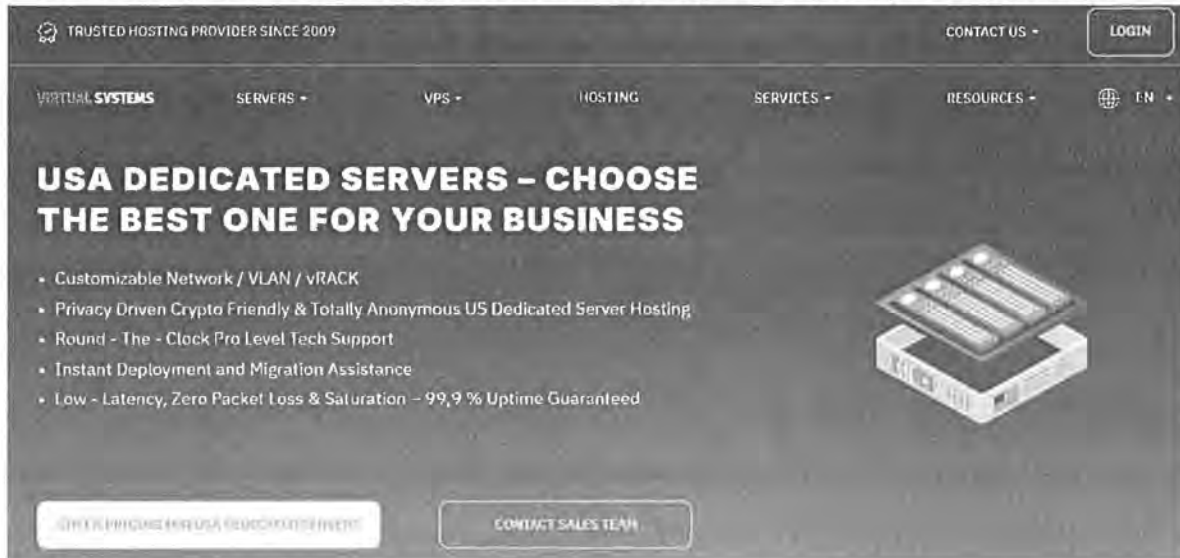 TRUSTED HOSTING PROVIDER SINCE 2009
CONTACT US
LOGIN
VIRTUAL SYSTEMS
SERVERS
VPS
HOSTING
SERVICES
RESOURCES
EN
USA DEDICATED SERVERS – CHOOSE
THE BEST ONE FOR YOUR BUSINESS
• Customizable Network / VLAN / vRACK
• Privacy Driven Crypto Friendly & Totally Anonymous US Dedicated Server Hosting
• Round - The - Clock Pro Level Tech Support
• Instant Deployment and Migration Assistance
• Low - Latency, Zero Packet Loss & Saturation – 99,9 % Uptime Guaranteed
CONTACT SALES TEAM